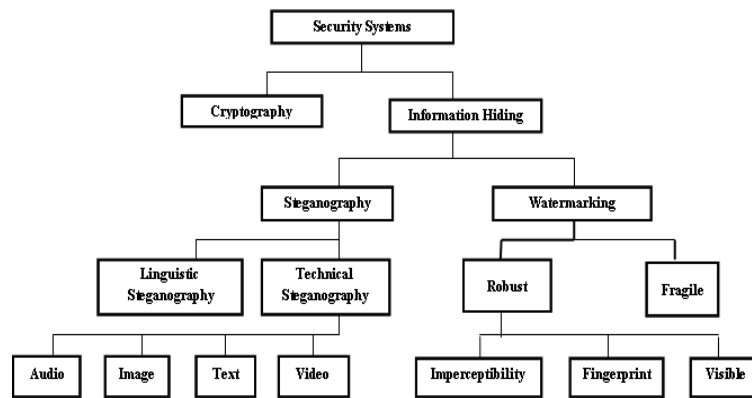 Security Systems
Cryptography
Information Hiding
Steganography
Watermarking
Linguistic
Steganography
Technical
Steganography
Robust
Fragile
Audio
Image
Text
Video
Imperceptibility
Fingerprint
Visible